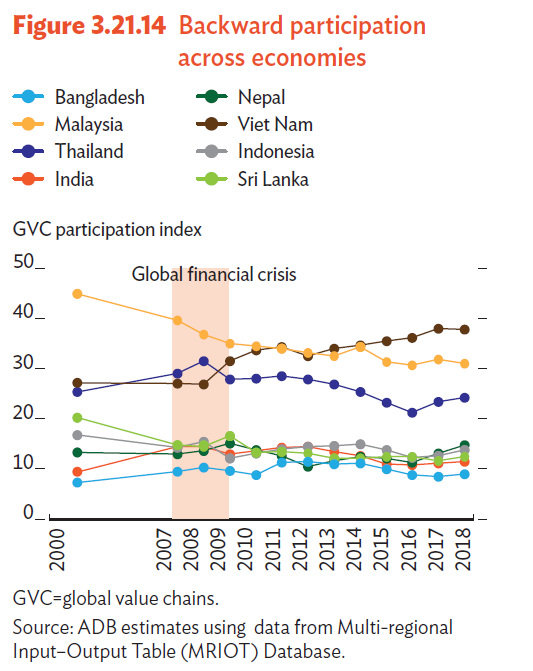 Figure 3.21.14 Backward participation
across economies
Bangladesh
Nepal
Malaysia
Viet Nam
Thailand
Indonesia
India
Sri Lanka
GVC participation index
50
Global financial crisis
40
30
20
10
0
2000
2007
2008
2009
2010
2011
2012
2013
2014
2015
2016
2017
2018
GVC=global value chains.
Source: ADB estimates using data from Multi-regional
Input–Output Table (MRIOT) Database.